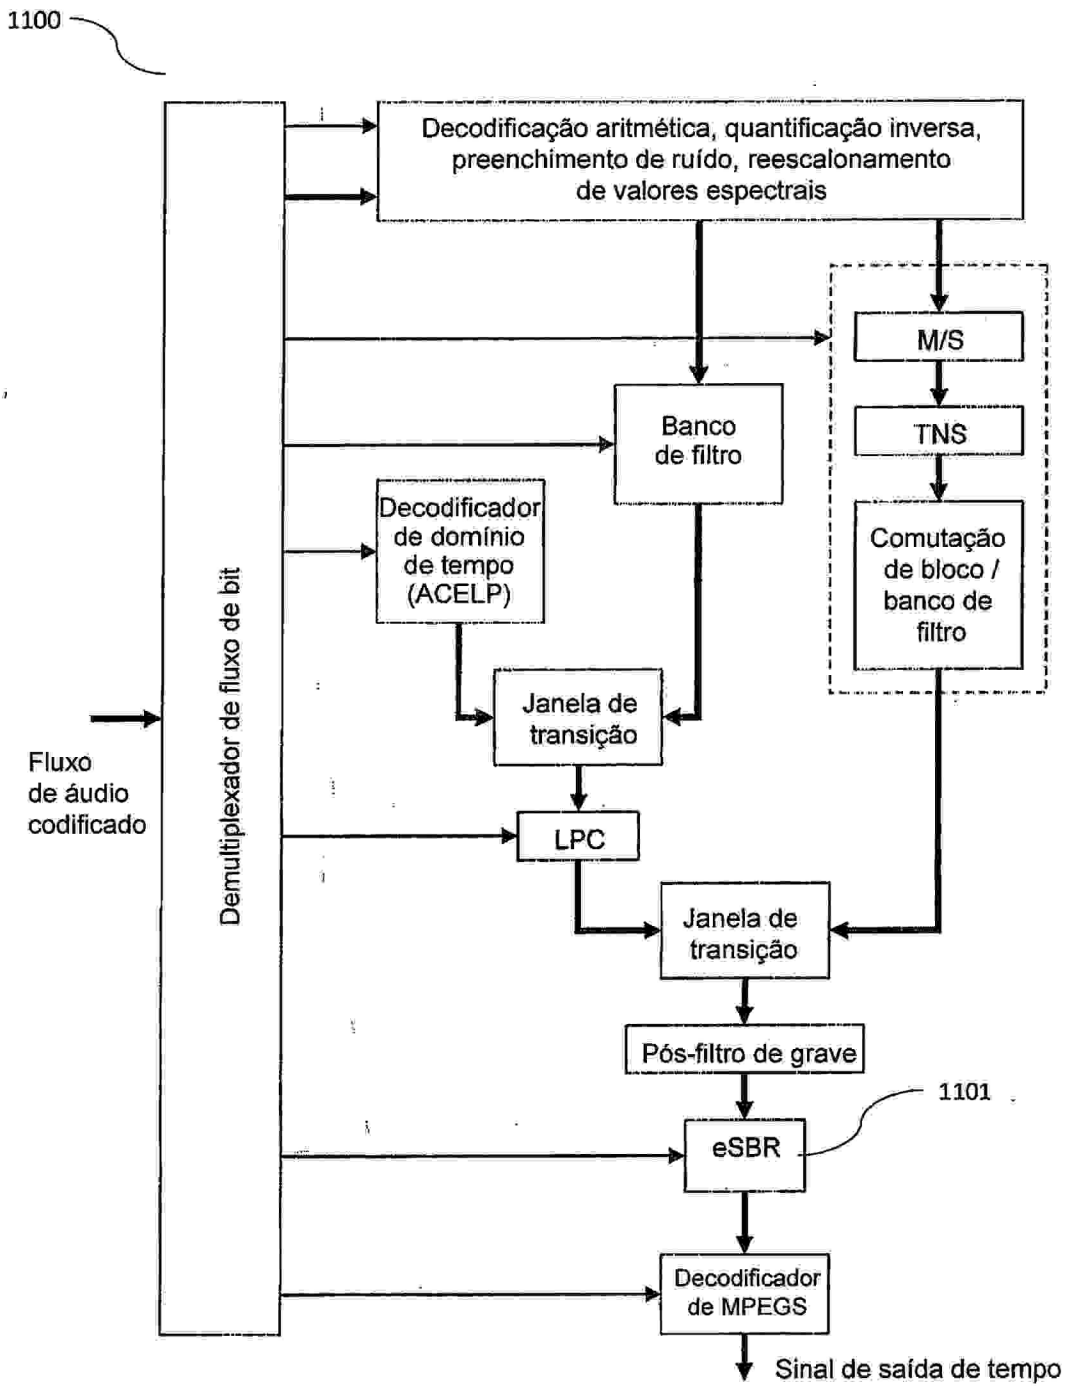 1100
Decodificação aritmética, quantificação inversa,
preenchimento de ruído, reescalonamento
de valores espectrais
M/S
Banco
de filtro
TNS
Decodificador
de domínio
de tempo
(ACELP)
Comutação
de bloco /
banco de
filtro
Demultiplexador de fluxo de bit
Janela de
transição
Fluxo
de áudio
codificado
LPC
Janela de
transição
Pós-filtro de grave
1101
eSBR
Decodificador
de MPEGS
Sinal de saída de tempo